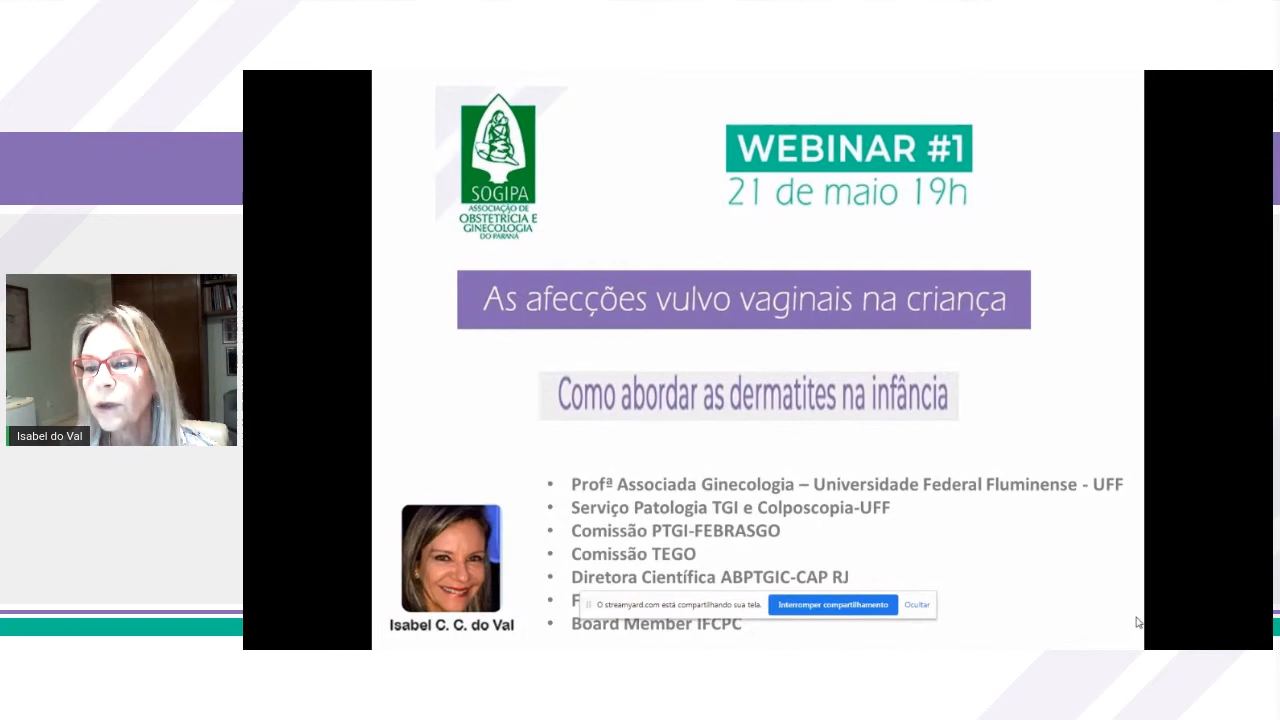 SOGIPA
ASSOCIAÇÃO DE
OBSTETRÍCIA E
GINECOLOGIA
DO PARANÁ
WEBINAR #1
21 de maio 19h
As afecções vulvo vaginais na criança
Como abordar as dermatites na infância
• Profª Associada Ginecologia – Universidade Federal Fluminense - UFF
• Serviço Patologia TGI e Colposcopia-UFF
• Comissão PTGI-FEBRASGO
• Comissão TEGO
• Diretora Científica ABPTGIC-CAP RJ
• F
O streamyard.com está compartilhando sua tela. Interromper compartilhamento Ocultar
• Board Member IFCPC
Isabel C. C. do Val
Isabel do Val